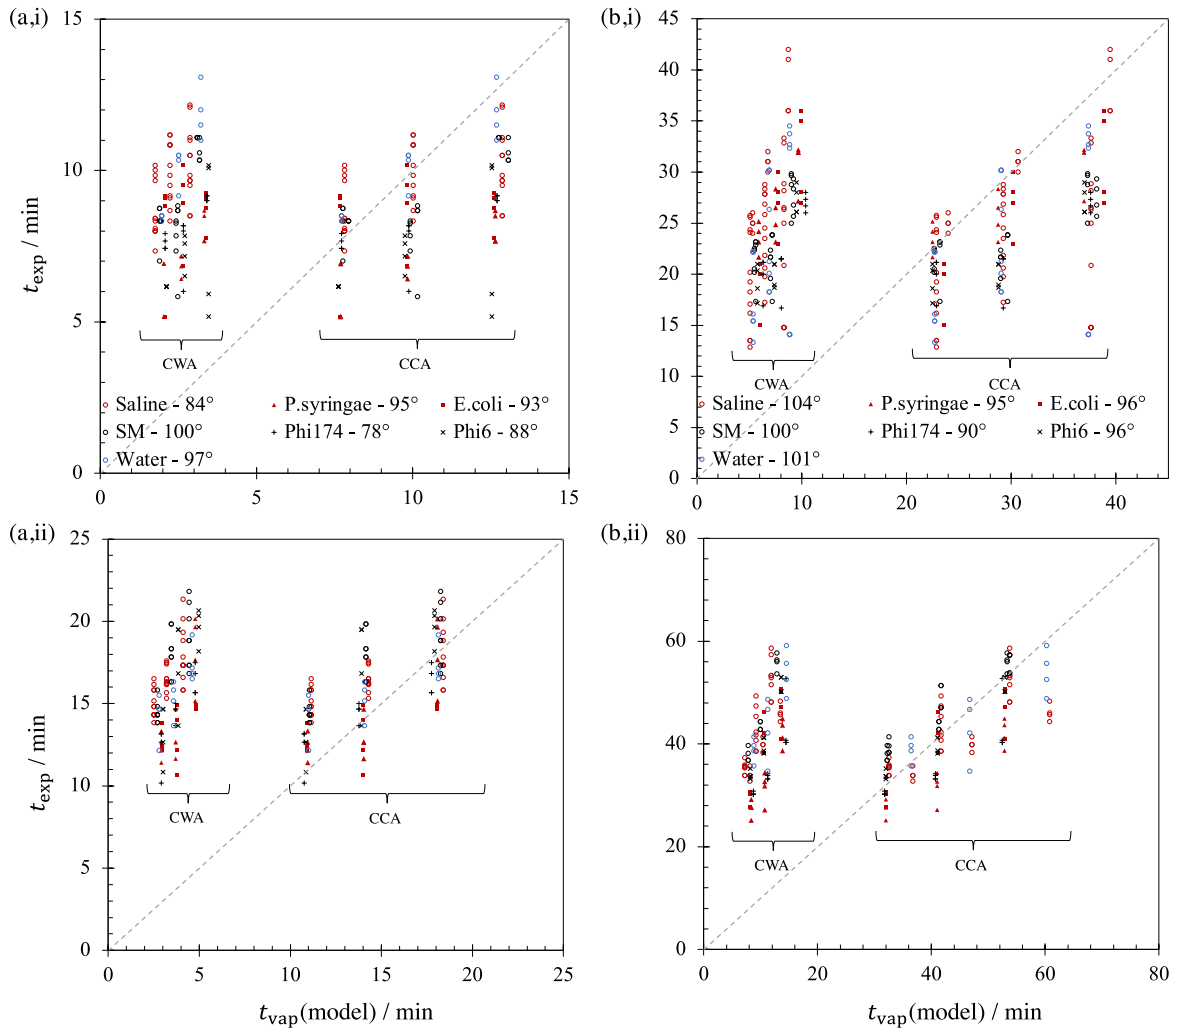 (a,i)
15
10
5
0
t_exp / min
CWA
CCA
Saline - 84°
P.syringae - 95°
E.coli - 93°
SM - 100°
Phi174 - 78°
Phi6 - 88°
Water - 97°
0
5
10
15
(b,i)
45
40
35
30
25
20
15
10
5
0
CWA
CCA
Saline - 104°
P.syringae - 95°
E.coli - 96°
SM - 100°
Phi174 - 90°
Phi6 - 96°
Water - 101°
0
10
20
30
40
(a,ii)
25
20
15
10
5
0
t_exp / min
CWA
CCA
0
5
10
15
20
25
t_vap(model) / min
(b,ii)
80
60
40
20
0
CWA
CCA
0
20
40
60
80
t_vap(model) / min